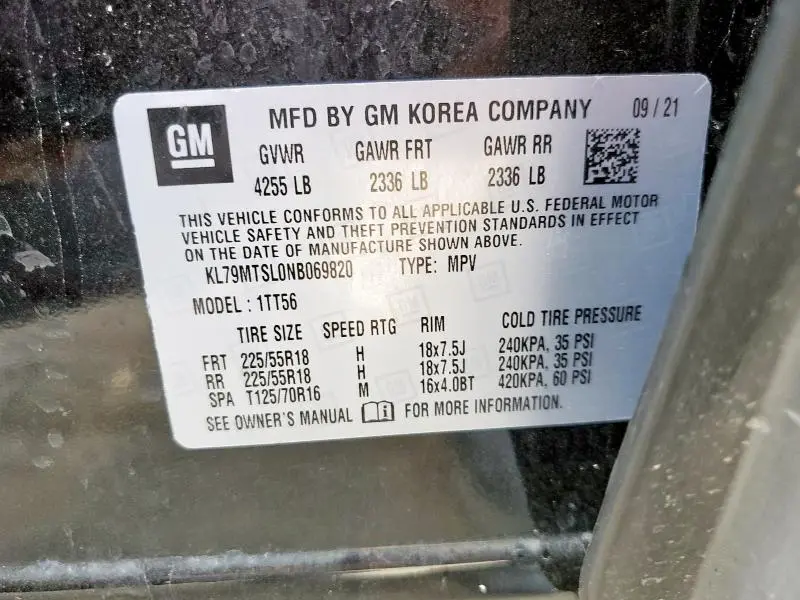 GM
MFD BY GM KOREA COMPANY 09/21
GVWR GAWR FRT GAWR RR
4255 LB 2336 LB 2336 LB
THIS VEHICLE CONFORMS TO ALL APPLICABLE U.S. FEDERAL MOTOR
VEHICLE SAFETY AND THEFT PREVENTION STANDARDS IN EFFECT
ON THE DATE OF MANUFACTURE SHOWN ABOVE.
KL79MTSL0NB069820 TYPE: MPV
MODEL : 1TT56
TIRE SIZE SPEED RTG RIM COLD TIRE PRESSURE
FRT 225/55R18 H 18x7.5J 240KPA, 35 PSI
RR 225/55R18 H 18x7.5J 240KPA, 35 PSI
SPA T125/70R16 M 16x4.0BT 420KPA, 60 PSI
SEE OWNER'S MANUAL FOR MORE INFORMATION.